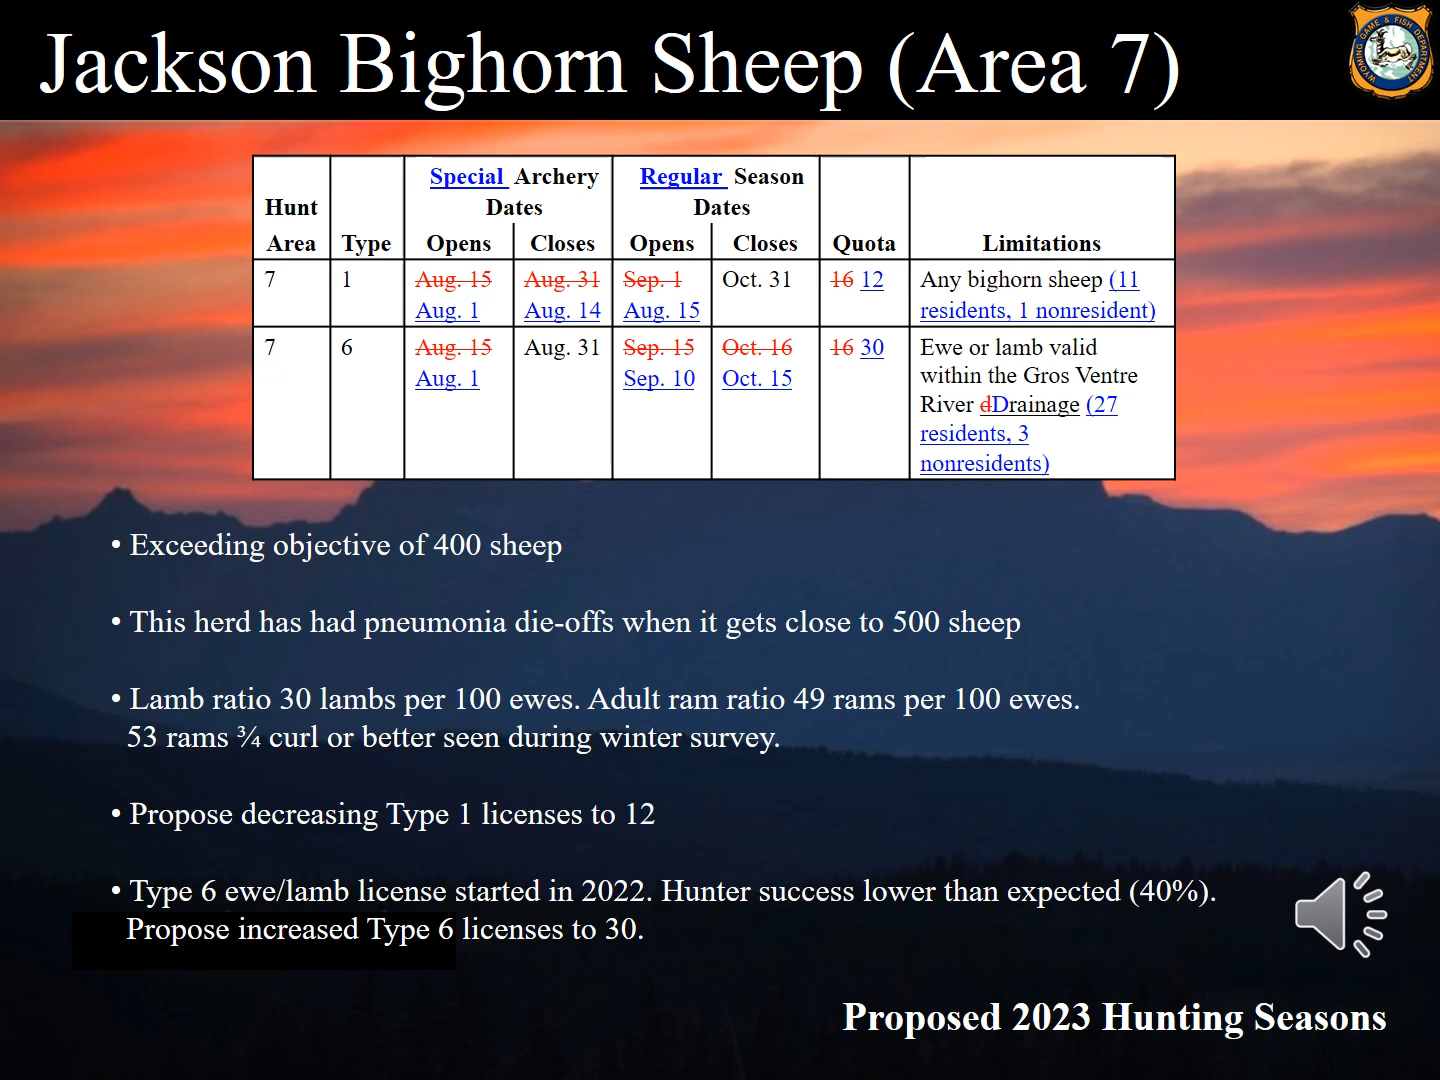 Jackson Bighorn Sheep (Area 7)
WYOMING GAME & FISH DEPARTMENT
Special Archery Dates
Regular Season Dates
Hunt Area Type Opens Closes Opens Closes Quota Limitations
7 1 Aug. 15 Aug. 31 Sep. 1 Oct. 31 16 12 Any bighorn sheep (11
Aug. 1 Aug. 14 Aug. 15 residents, 1 nonresident)
7 6 Aug. 15 Aug. 31 Sep. 15 Oct. 16 16 30 Ewe or lamb valid
Aug. 1 Sep. 10 Oct. 15 within the Gros Ventre
River dDrainage (27
residents, 3
nonresidents)
• Exceeding objective of 400 sheep
• This herd has had pneumonia die-offs when it gets close to 500 sheep
• Lamb ratio 30 lambs per 100 ewes. Adult ram ratio 49 rams per 100 ewes.
53 rams ¾ curl or better seen during winter survey.
• Propose decreasing Type 1 licenses to 12
• Type 6 ewe/lamb license started in 2022. Hunter success lower than expected (40%).
Propose increased Type 6 licenses to 30.
Proposed 2023 Hunting Seasons